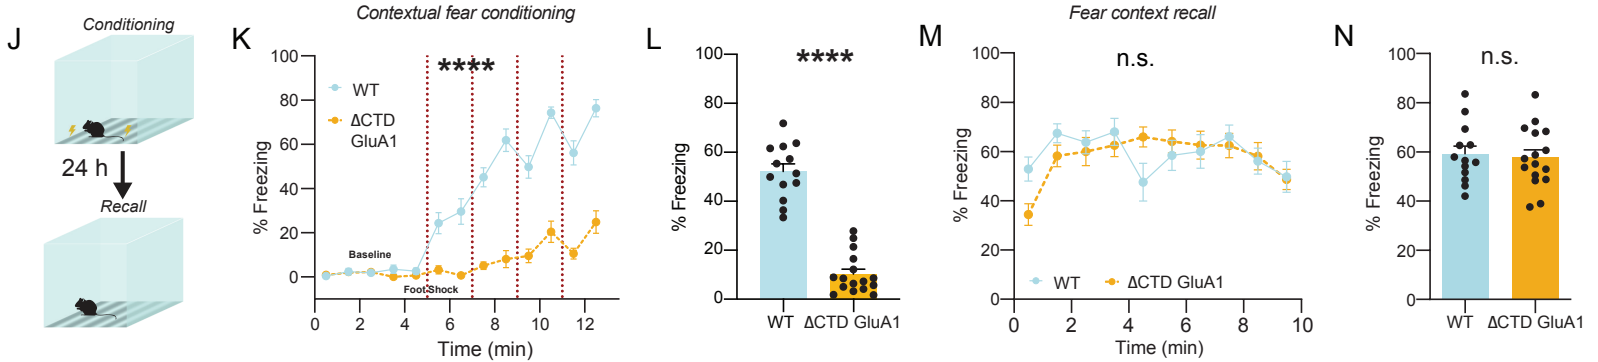 J
Conditioning
24 h
Recall
K
Contextual fear conditioning
****
WT
ΔCTD
GluA1
Baseline
Foot Shock
% Freezing
100
80
60
40
20
0
0 2 4 6 8 10 12
Time (min)
L
****
% Freezing
100
80
60
40
20
0
WT ΔCTD GluA1
M
Fear context recall
n.s.
% Freezing
100
80
60
40
20
0
WT ΔCTD GluA1
0 2 4 6 8 10
Time (min)
N
n.s.
% Freezing
100
80
60
40
20
0
WT ΔCTD GluA1